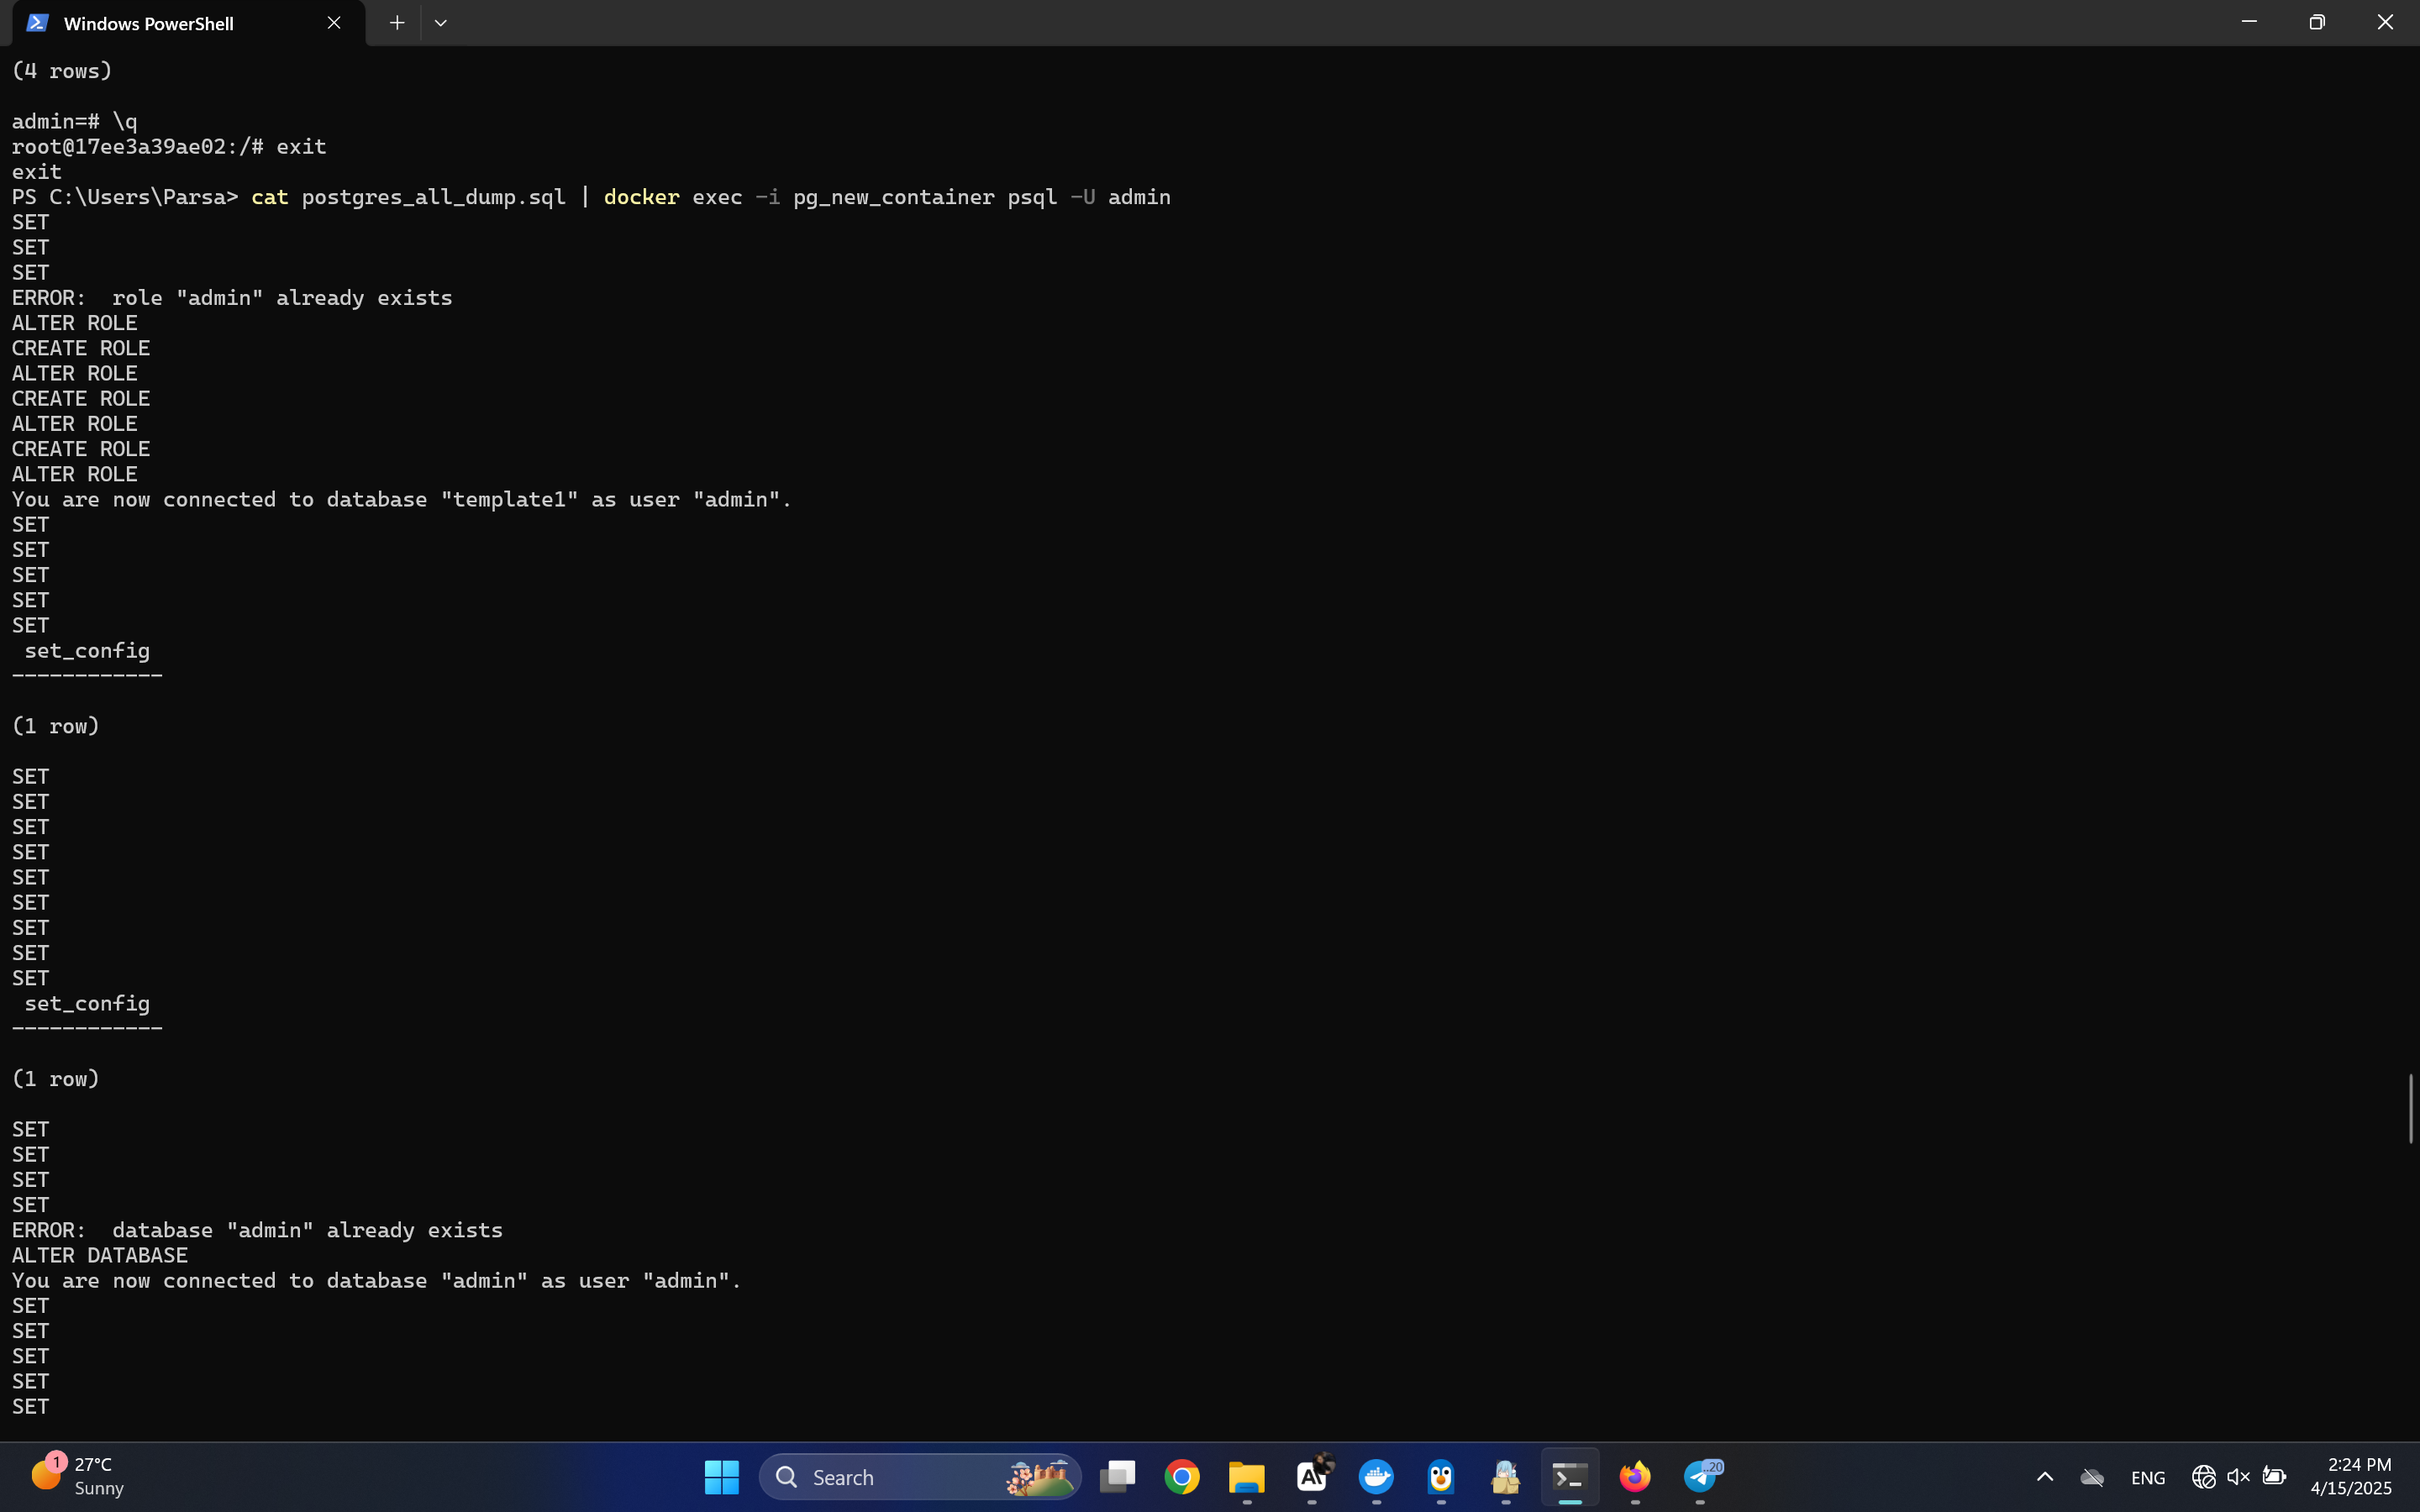 Windows PowerShell
(4 rows)
admin=# \q
root@17ee3a39ae02:/# exit
exit
PS C:\Users\Parsa> cat postgres_all_dump.sql | docker exec -i pg_new_container psql -U admin
SET
SET
SET
ERROR:  role "admin" already exists
ALTER ROLE
CREATE ROLE
ALTER ROLE
CREATE ROLE
ALTER ROLE
CREATE ROLE
ALTER ROLE
You are now connected to database "template1" as user "admin".
SET
SET
SET
SET
SET
 set_config
------------
(1 row)
SET
SET
SET
SET
SET
SET
SET
SET
SET
 set_config
------------
(1 row)
SET
SET
SET
SET
ERROR:  database "admin" already exists
ALTER DATABASE
You are now connected to database "admin" as user "admin".
SET
SET
SET
SET
SET
1
27°C
Sunny
Search
..20
ENG
2:24 PM
4/15/2025